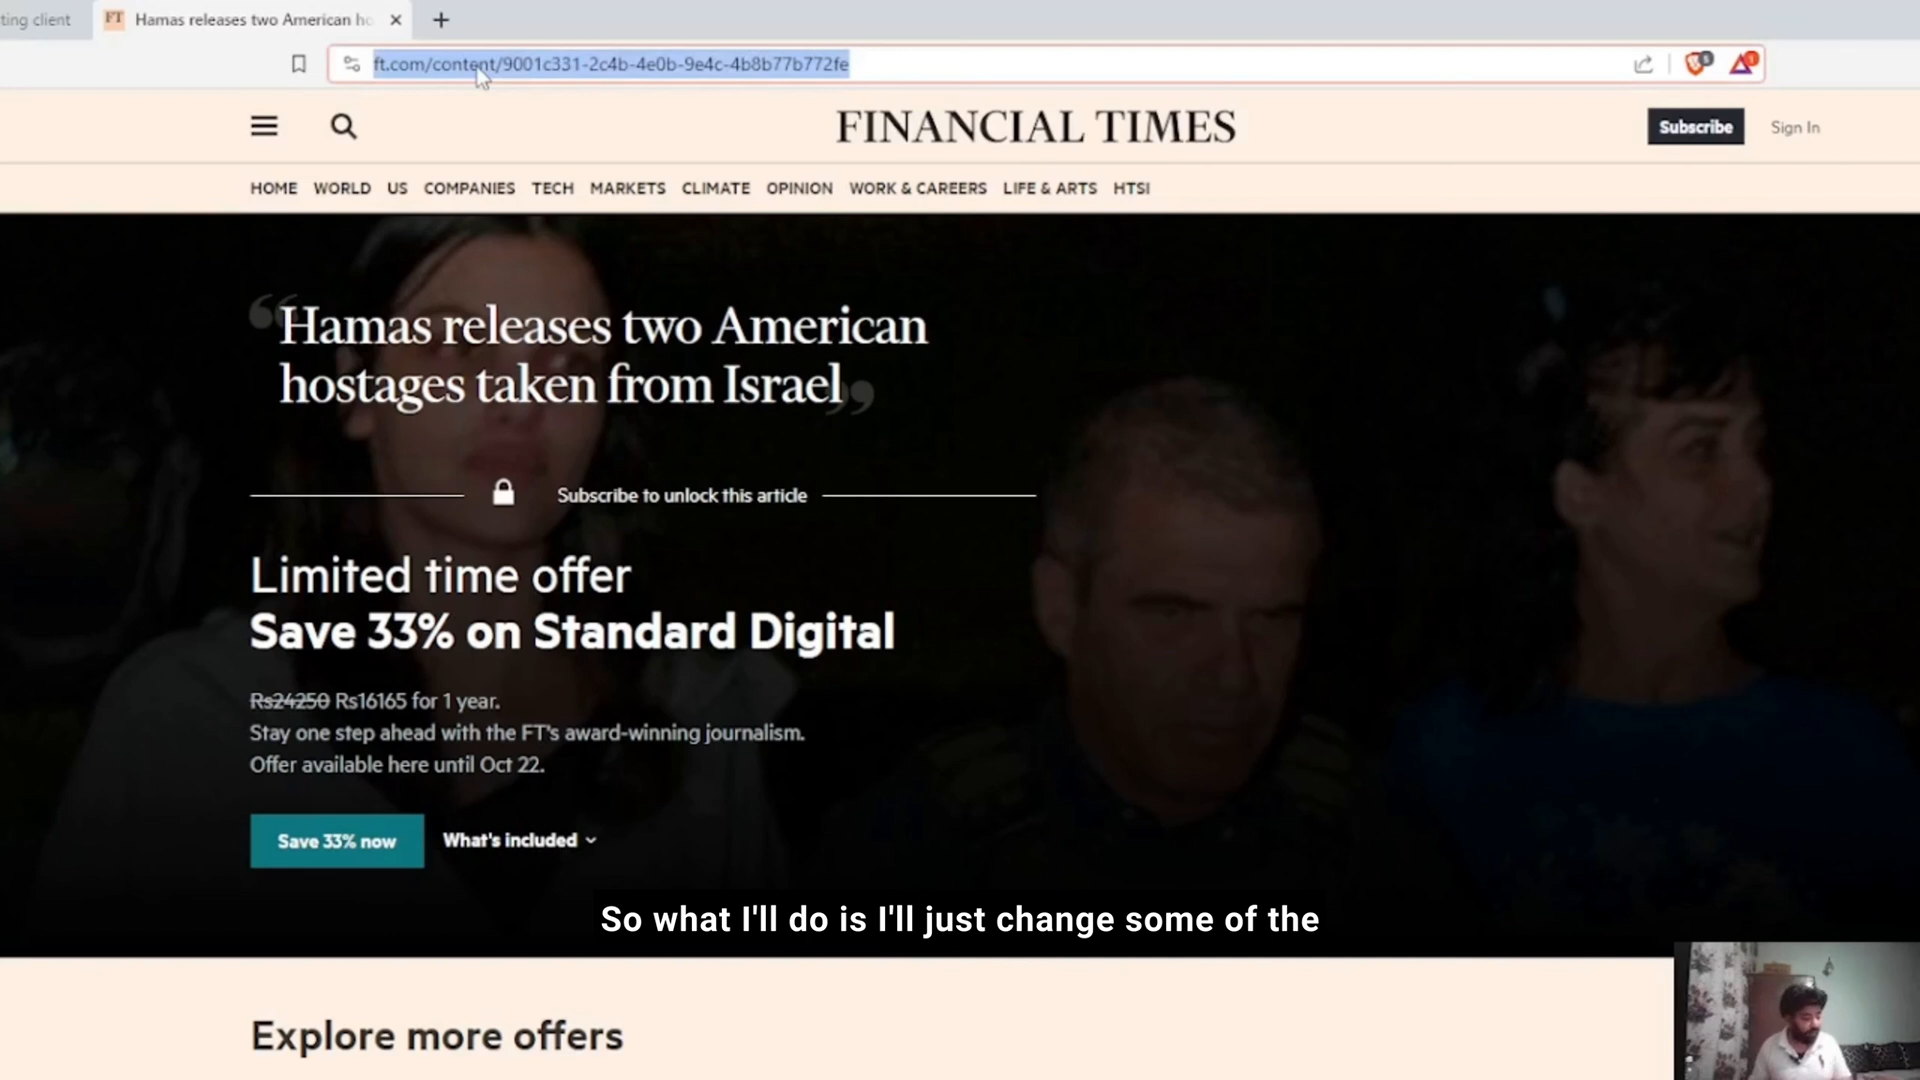 ting client
FT Hamas releases two American ho
ft.com/content/9001c331-2c4b-4e0b-9e4c-4b8b77b772fe
FINANCIAL TIMES
Subscribe
Sign In
HOME WORLD US COMPANIES TECH MARKETS CLIMATE OPINION WORK & CAREERS LIFE & ARTS HTSI
“Hamas releases two American
hostages taken from Israel”
Subscribe to unlock this article
Limited time offer
Save 33% on Standard Digital
Rs24250 Rs16165 for 1 year.
Stay one step ahead with the FT's award-winning journalism.
Offer available here until Oct 22.
Save 33% now
What's included
So what I'll do is I'll just change some of the
Explore more offers